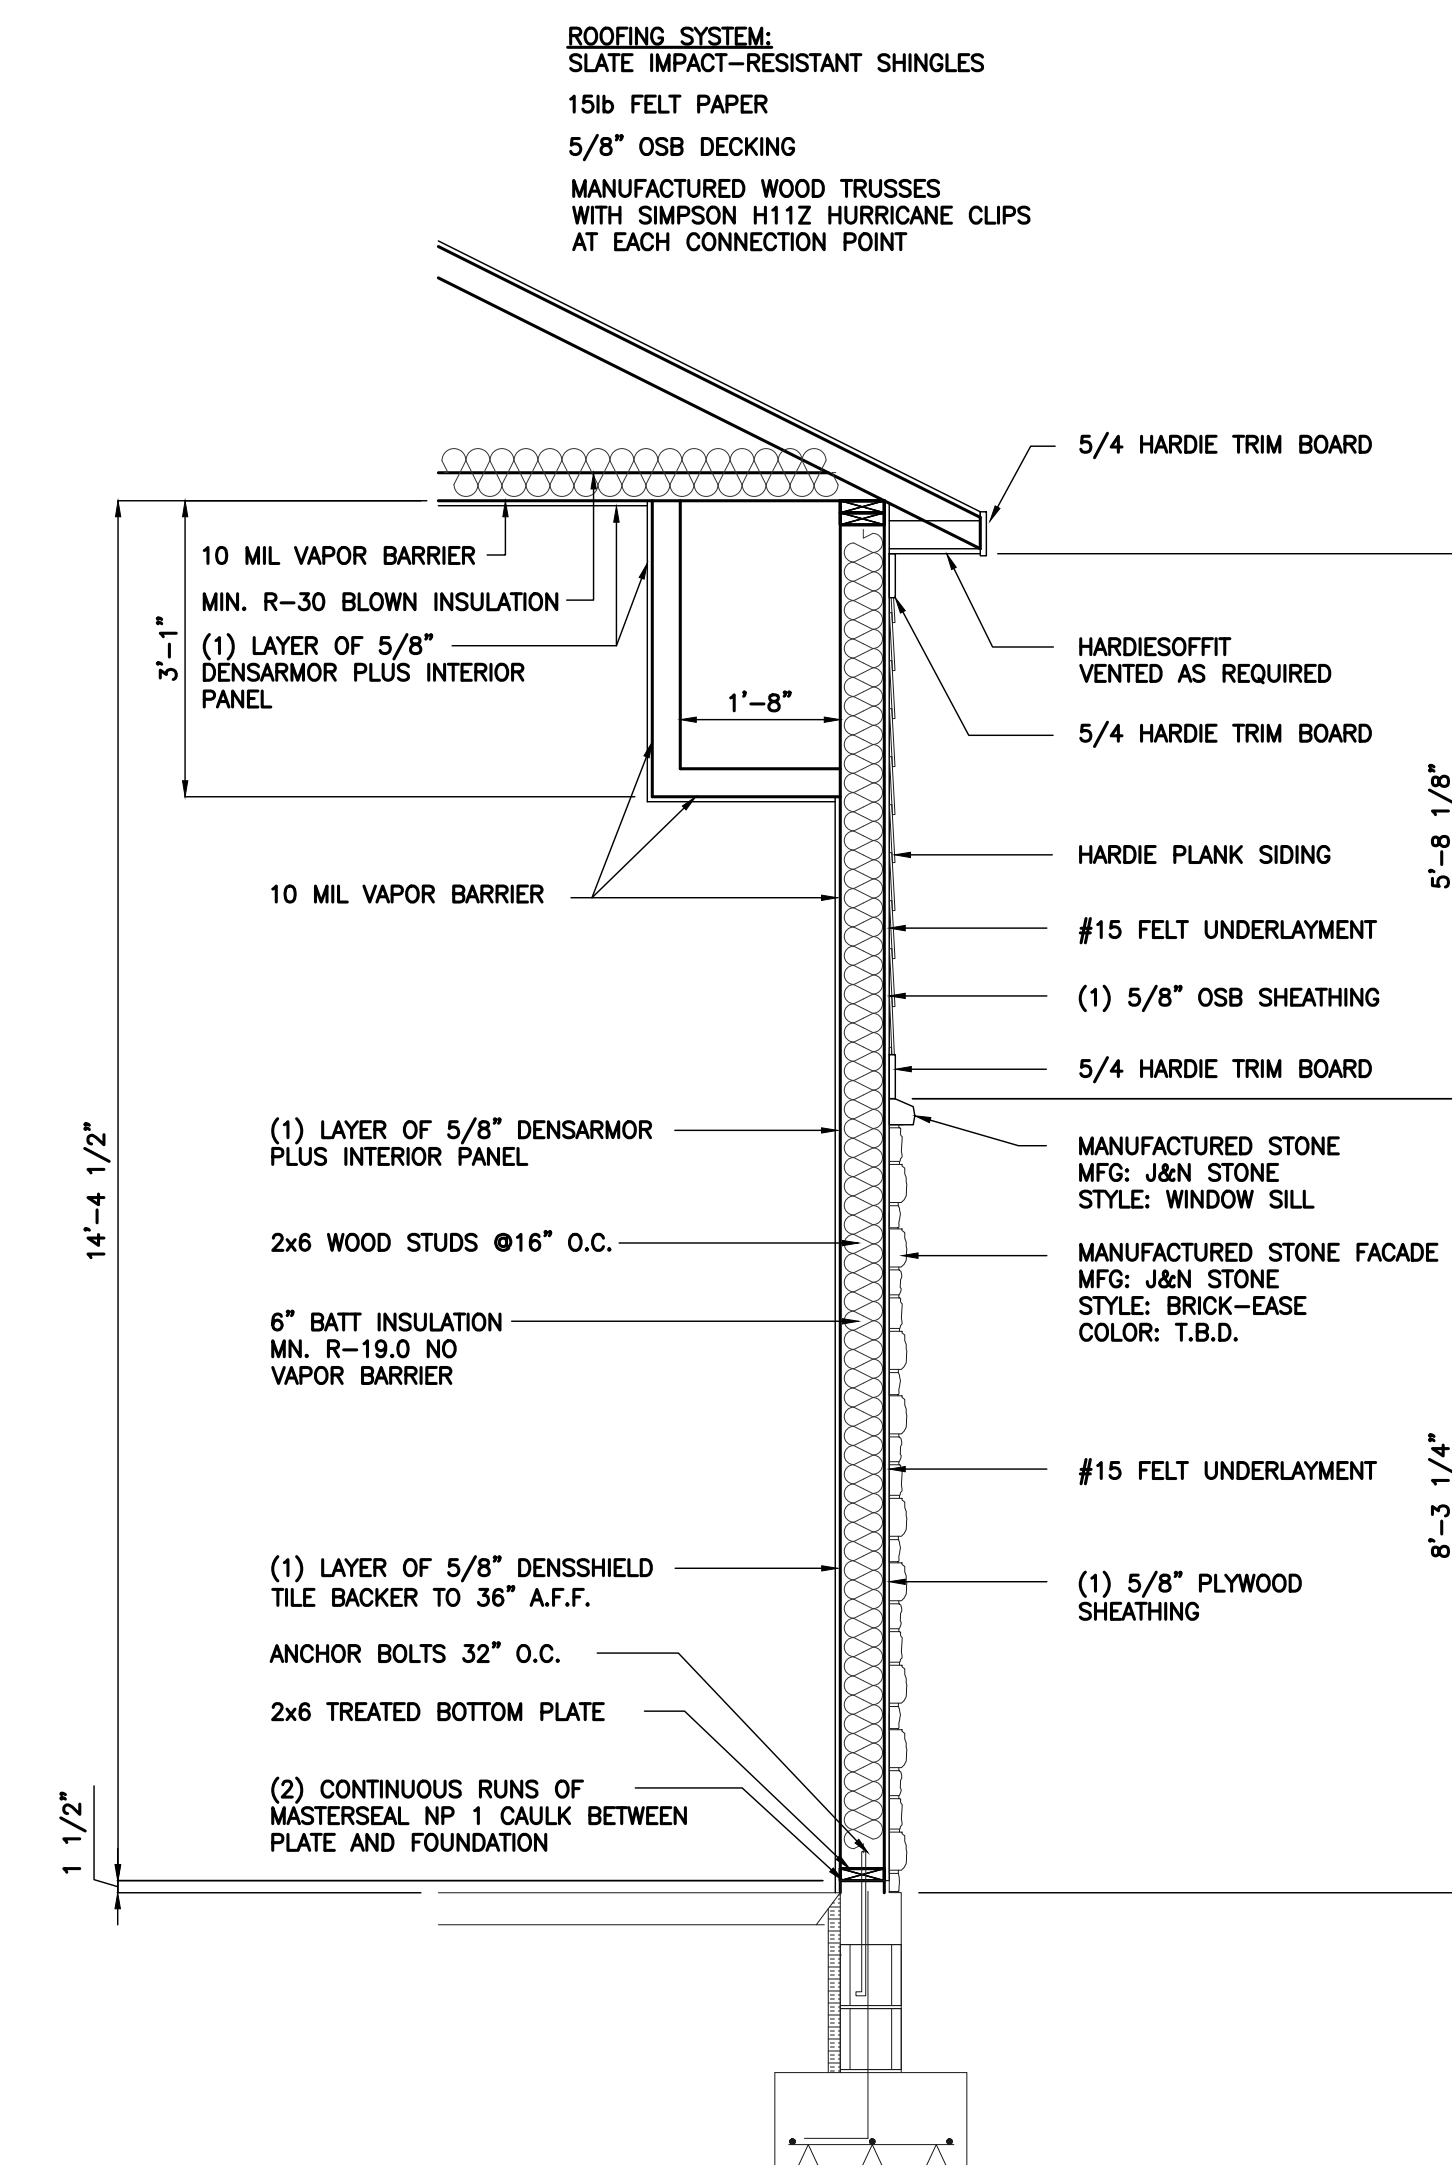 ROOFING SYSTEM:
SLATE IMPACT-RESISTANT SHINGLES
15lb FELT PAPER
5/8" OSB DECKING
MANUFACTURED WOOD TRUSSES
WITH SIMPSON H11Z HURRICANE CLIPS
AT EACH CONNECTION POINT
5/4 HARDIE TRIM BOARD
10 MIL VAPOR BARRIER
MIN. R-30 BLOWN INSULATION
(1) LAYER OF 5/8"
DENSARMOR PLUS INTERIOR
PANEL
3'-1"
1'-8"
HARDIESOFFIT
VENTED AS REQUIRED
5/4 HARDIE TRIM BOARD
5'-8 1/8"
HARDIE PLANK SIDING
10 MIL VAPOR BARRIER
#15 FELT UNDERLAYMENT
(1) 5/8" OSB SHEATHING
5/4 HARDIE TRIM BOARD
14'-4 1/2"
(1) LAYER OF 5/8" DENSARMOR
PLUS INTERIOR PANEL
MANUFACTURED STONE
MFG: J&N STONE
STYLE: WINDOW SILL
2x6 WOOD STUDS @16" O.C.
MANUFACTURED STONE FACADE
MFG: J&N STONE
STYLE: BRICK-EASE
COLOR: T.B.D.
6" BATT INSULATION
MN. R-19.0 NO
VAPOR BARRIER
#15 FELT UNDERLAYMENT
8'-3 1/4"
(1) LAYER OF 5/8" DENSSHIELD
TILE BACKER TO 36" A.F.F.
(1) 5/8" PLYWOOD
SHEATHING
ANCHOR BOLTS 32" O.C.
2x6 TREATED BOTTOM PLATE
(2) CONTINUOUS RUNS OF
MASTERSEAL NP 1 CAULK BETWEEN
PLATE AND FOUNDATION
1 1/2"